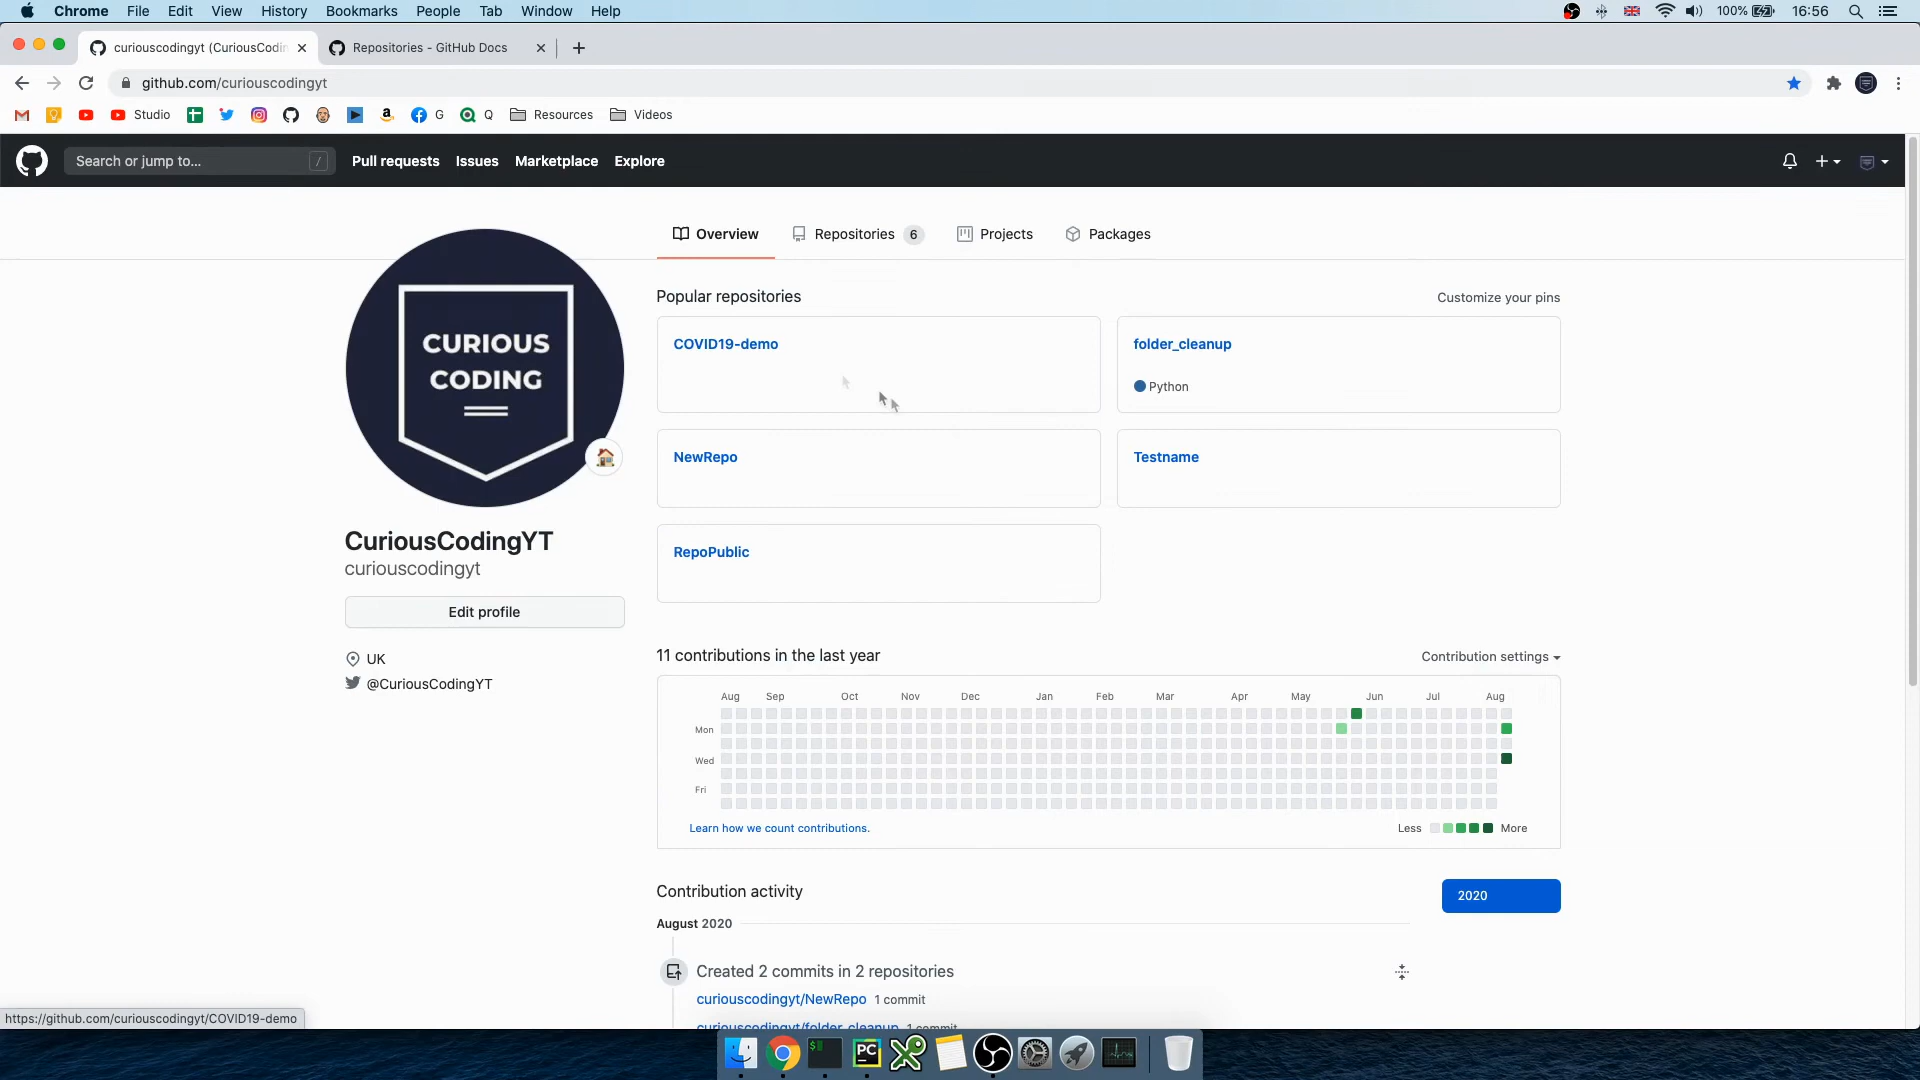 Chrome File Edit View History Bookmarks People Tab Window Help 100% 16:56
curiouscodingyt (CuriousCodin Repositories - GitHub Docs
github.com/curiouscodingyt
Studio G Q Resources Videos
Search or jump to... / Pull requests Issues Marketplace Explore
Overview Repositories 6 Projects Packages
CURIOUS
CODING
CuriousCodingYT
curiouscodingyt
Edit profile
UK
@CuriousCodingYT
Popular repositories Customize your pins
COVID19-demo folder_cleanup
Python
NewRepo Testname
RepoPublic
11 contributions in the last year Contribution settings
Aug Sep Oct Nov Dec Jan Feb Mar Apr May Jun Jul Aug
Mon
Wed
Fri
Learn how we count contributions. Less More
Contribution activity 2020
August 2020
Created 2 commits in 2 repositories
curiouscodingyt/NewRepo 1 commit
curiouscodingyt/folder_cleanup 1 commit
https://github.com/curiouscodingyt/COVID19-demo
$
PC